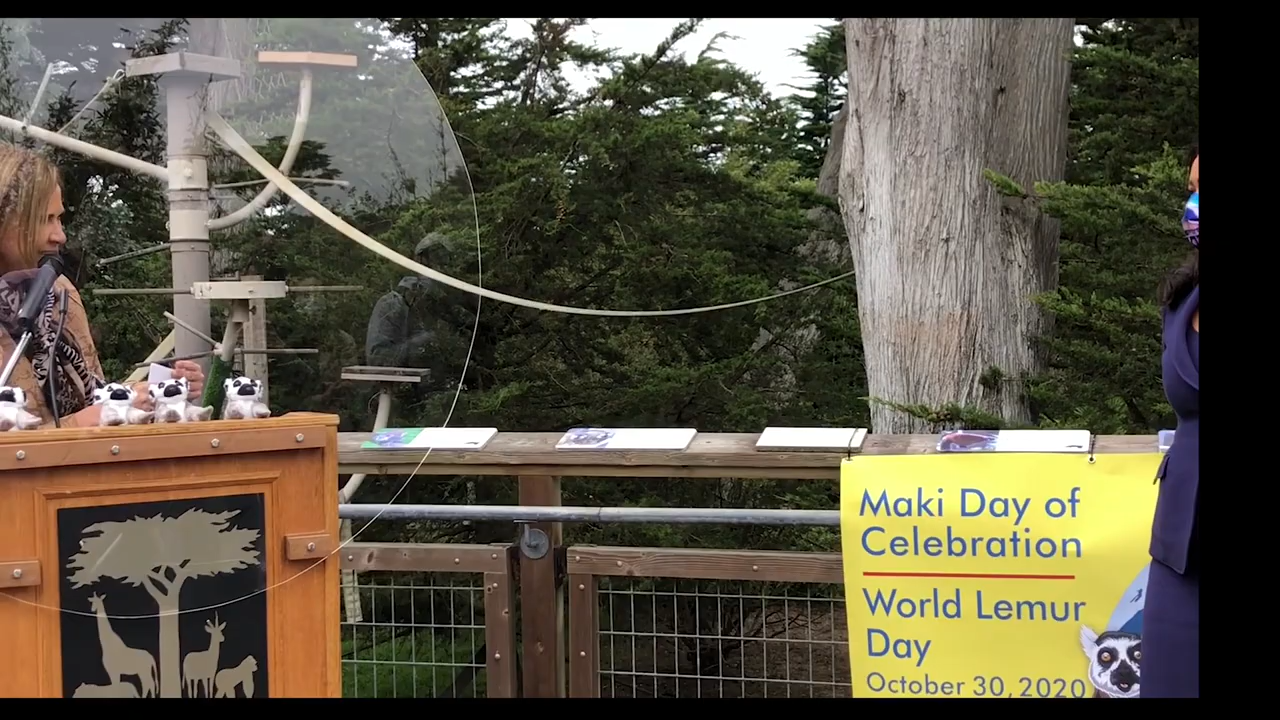 Maki Day of
Celebration
World Lemur
Day
October 30, 2020